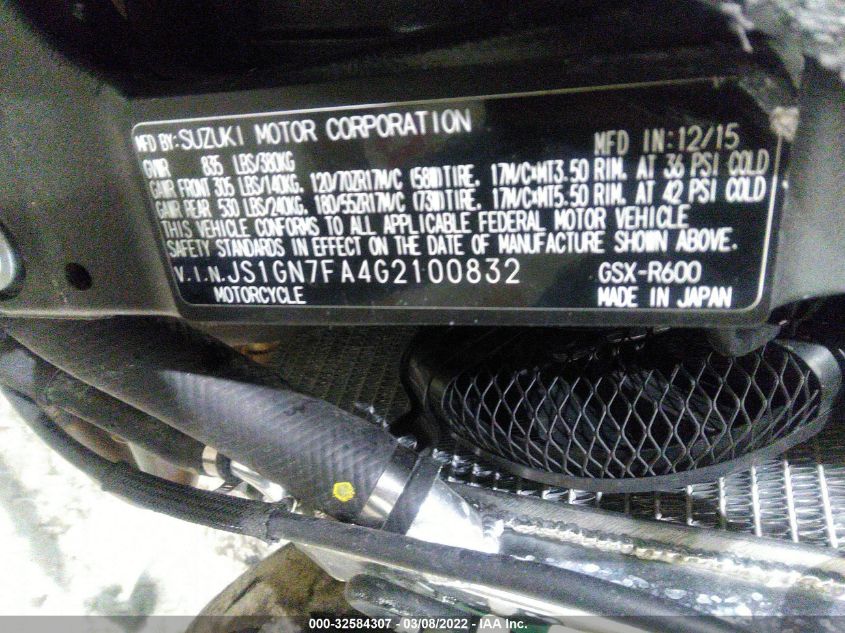 MFD BY:SUZUKI MOTOR CORPORATION MFD IN:12/15
GVWR 835 LBS/380KG
GAWR FRONT 305 LBS/140KG, 120/70ZR17M/C (58W)TIRE, 17M/C×MT3.50 RIM, AT 36 PSI COLD
GAWR REAR 530 LBS/240KG, 180/55ZR17M/C (73W)TIRE, 17M/C×MT5.50 RIM, AT 42 PSI COLD
THIS VEHICLE CONFORMS TO ALL APPLICABLE FEDERAL MOTOR VEHICLE
SAFETY STANDARDS IN EFFECT ON THE DATE OF MANUFACTURE SHOWN ABOVE.
V.I.N.JS1GN7FA4G2100832 GSX-R600
MOTORCYCLE MADE IN JAPAN
000-32584307 - 03/08/2022 - © IAA Inc.